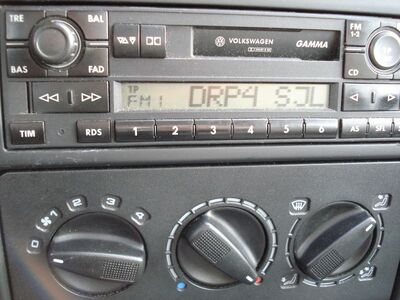 TRE BAL
VOLKSWAGEN
GAMMA
FM
1-2
BAS FAD
CD
TP
FM1 DRP4 SJL
TIM RDS 1 2 3 4 5 6 AS
0 1 2 3 4